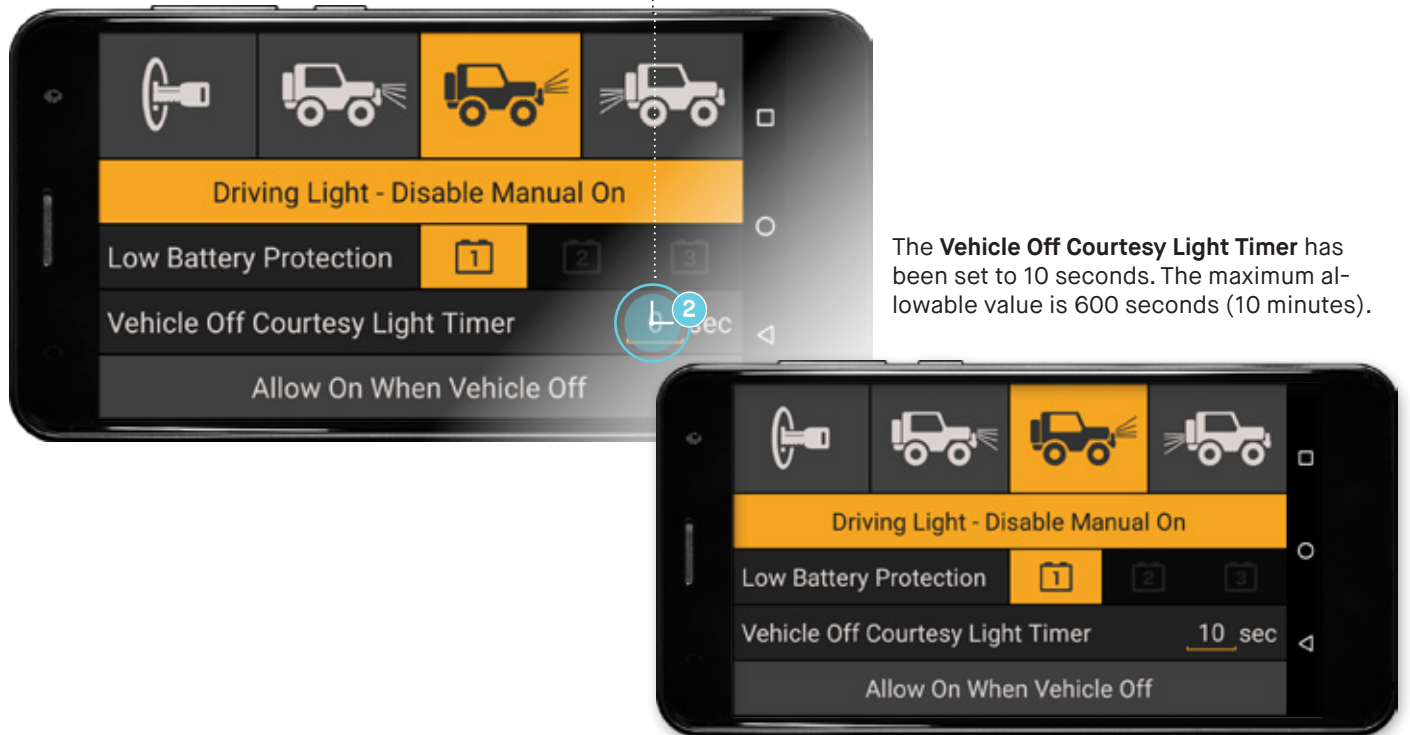 Driving Light - Disable Manual On
Low Battery Protection 1 2 3
Vehicle Off Courtesy Light Timer 0 sec
2
Allow On When Vehicle Off
The Vehicle Off Courtesy Light Timer has
been set to 10 seconds. The maximum al-
lowable value is 600 seconds (10 minutes).
Driving Light - Disable Manual On
Low Battery Protection 1 2 3
Vehicle Off Courtesy Light Timer 10 sec
Allow On When Vehicle Off